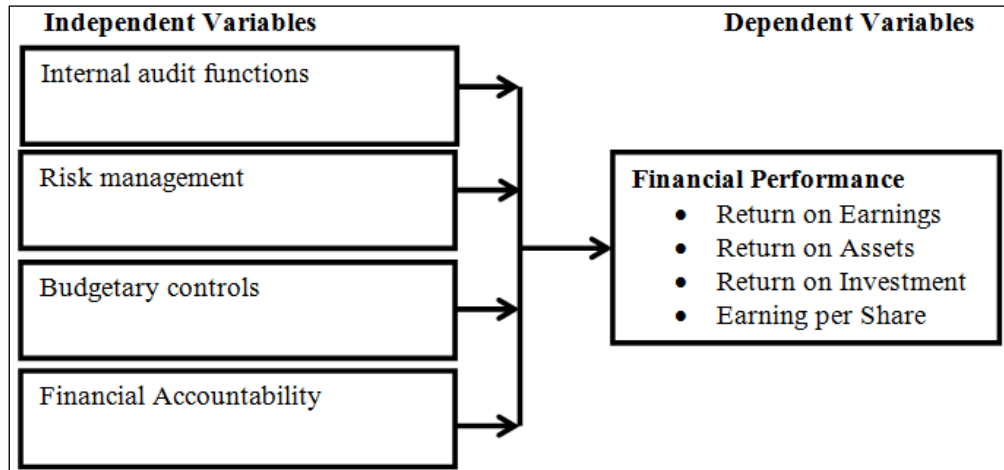 Independent Variables
Dependent Variables
Internal audit functions
Risk management
Budgetary controls
Financial Accountability
Financial Performance
• Return on Earnings
• Return on Assets
• Return on Investment
• Earning per Share